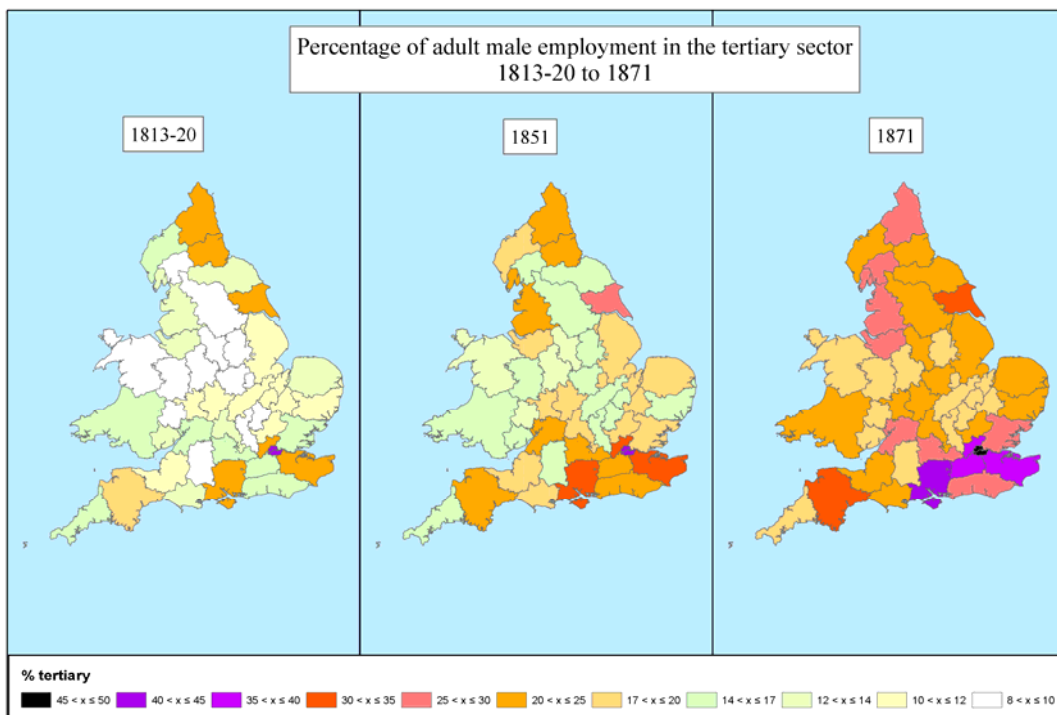 Percentage of adult male employment in the tertiary sector
1813-20 to 1871
1813-20
1851
1871
% tertiary
45 < x ≤ 50
40 < x ≤ 45
35 < x ≤ 40
30 < x ≤ 35
25 < x ≤ 30
20 < x ≤ 25
17 < x ≤ 20
14 < x ≤ 17
12 < x ≤ 14
10 < x ≤ 12
8 < x ≤ 10